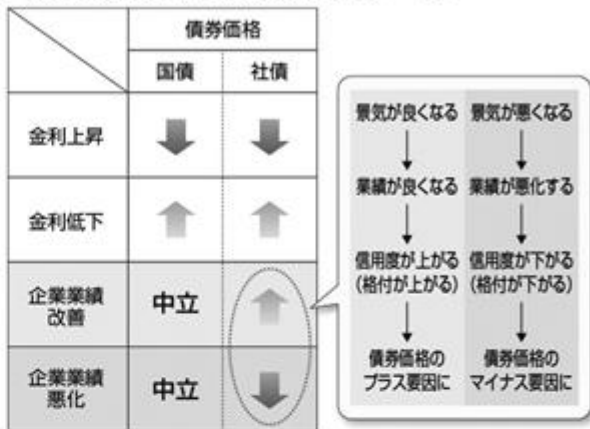 債券価格
国債 社債
金利上昇
金利低下
企業業績
改善
中立
企業業績
悪化
中立
景気が良くなる
業績が良くなる
信用度が上がる
(格付が上がる)
債券価格の
プラス要因に
景気が悪くなる
業績が悪化する
信用度が下がる
(格付が下がる)
債券価格の
マイナス要因に